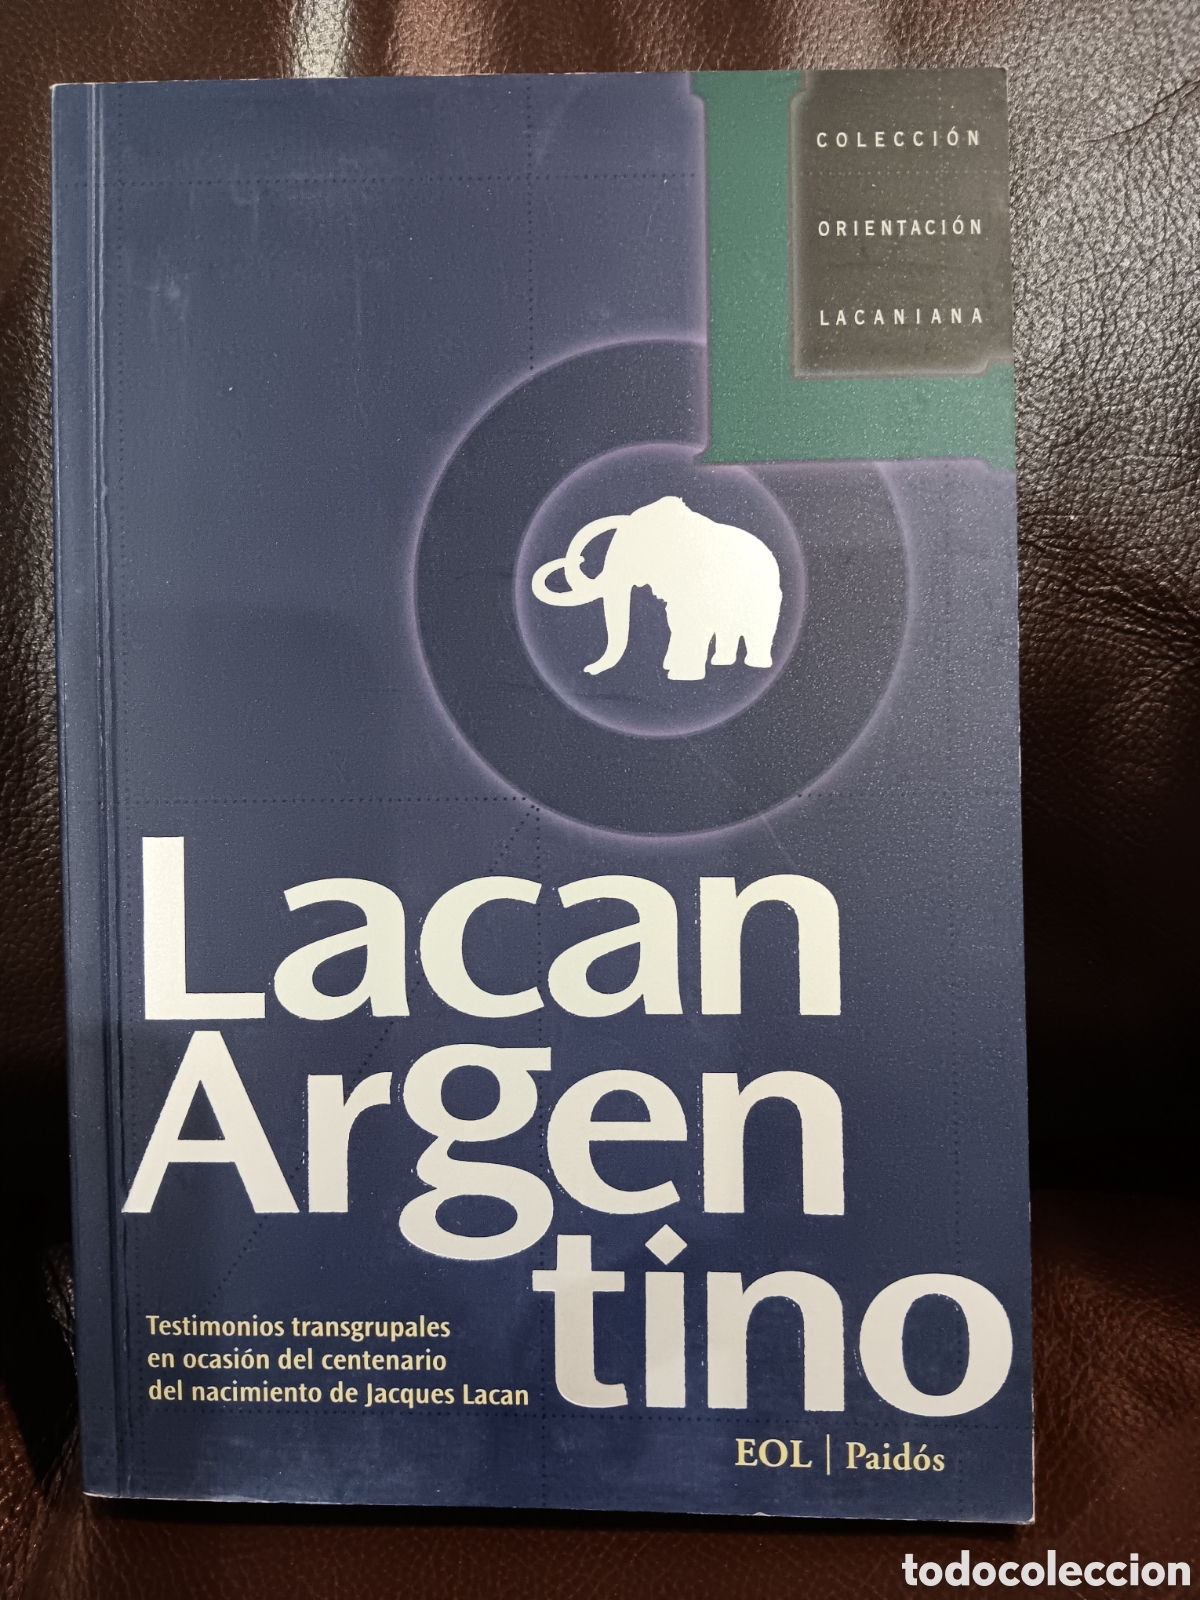 COLECCIÓN
ORIENTACIÓN
LACANIANA
Lacan
Argen
tino
Testimonios transgrupales
en ocasión del centenario
del nacimiento de Jacques Lacan
EOL | Paidós
todocoleccion